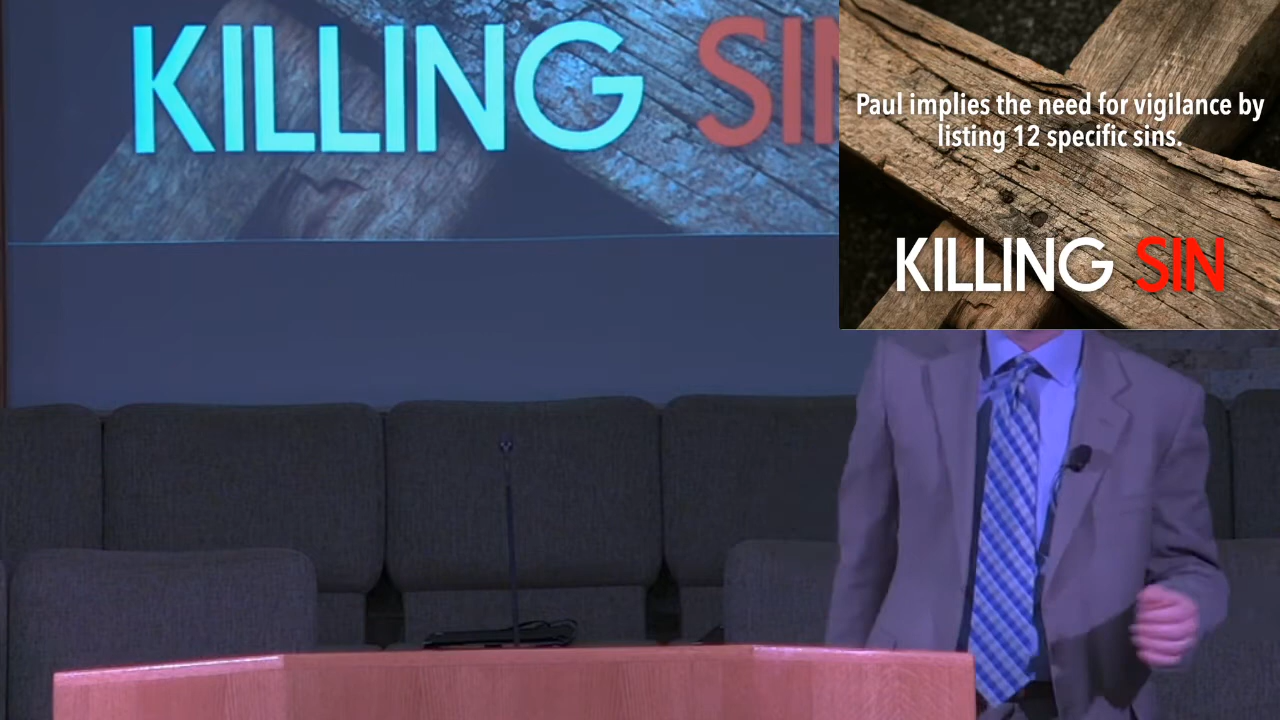 KILLING SIN
Paul implies the need for vigilance by
listing 12 specific sins.
KILLING SIN